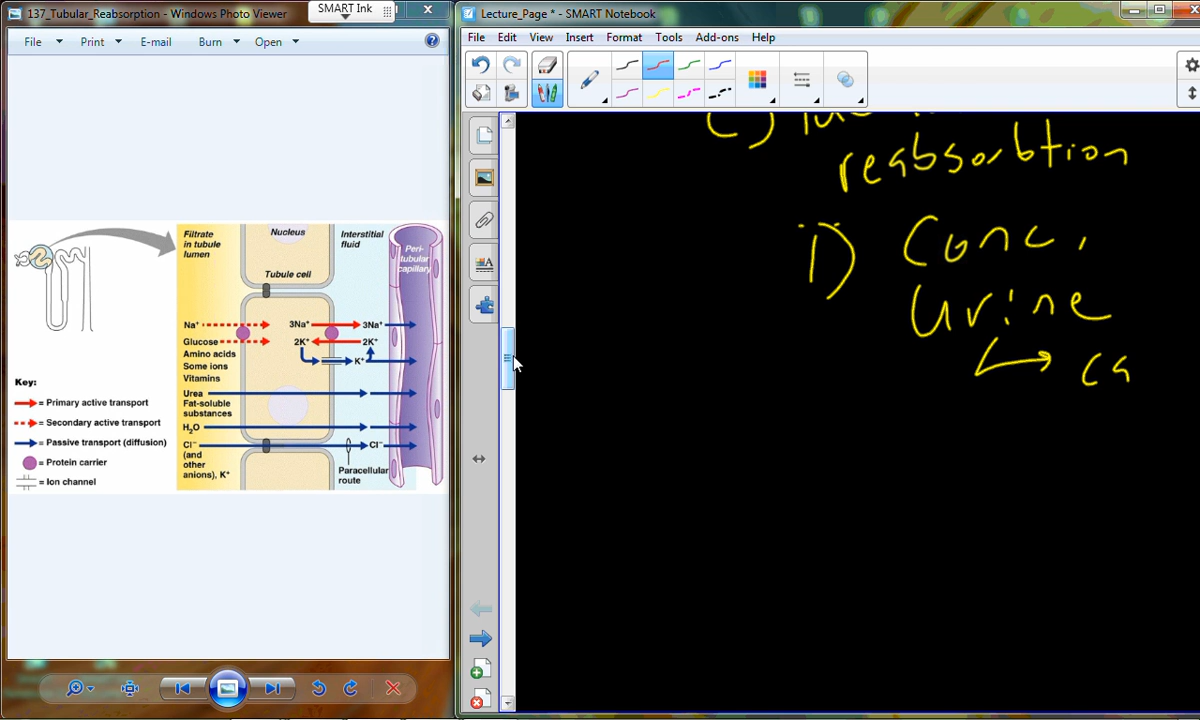 137_Tubular_Reabsorption - Windows Photo Viewer
SMART Ink
File Print E-mail Burn Open
Filtrate
in tubule
lumen
Nucleus
Interstitial
fluid
Peri-
tubular
capillary
Tubule cell
Na⁺
3Na⁺
3Na⁺
Glucose
2K⁺
2K⁺
Amino acids
Some ions
Vitamins
K⁺
Urea
Fat-soluble
substances
H₂O
Cl⁻
(and
other
anions), K⁺
Cl⁻
Paracellular
route
Key:
= Primary active transport
= Secondary active transport
= Passive transport (diffusion)
= Protein carrier
= Ion channel
Lecture_Page * - SMART Notebook
File Edit View Insert Format Tools Add-ons Help
reabsorbtion
Conc.
urine
ca